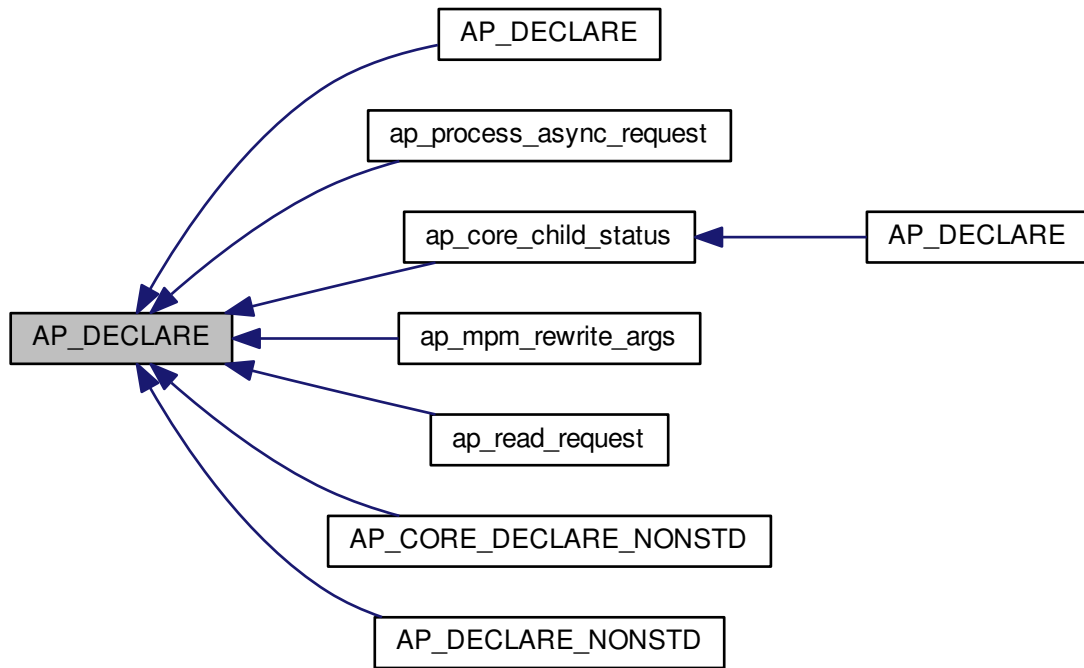 AP_DECLARE
ap_process_async_request
ap_core_child_status
AP_DECLARE
AP_DECLARE
ap_mpm_rewrite_args
ap_read_request
AP_CORE_DECLARE_NONSTD
AP_DECLARE_NONSTD